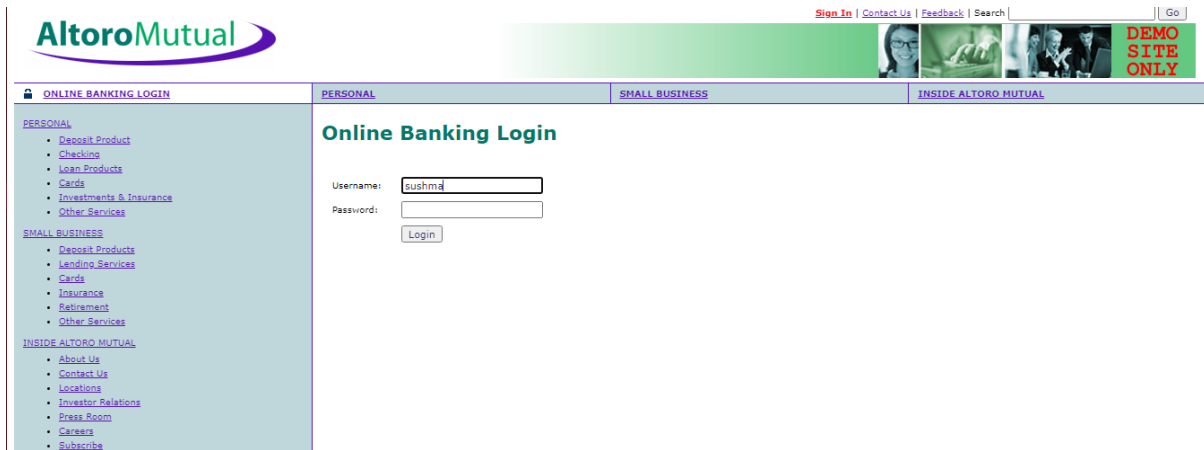 Sign In | Contact Us | Feedback | Search Go
AltoroMutual
DEMO
SITE
ONLY
ONLINE BANKING LOGIN
PERSONAL
SMALL BUSINESS
INSIDE ALTORO MUTUAL
PERSONAL
• Deposit Product
• Checking
• Loan Products
• Cards
• Investments & Insurance
• Other Services
SMALL BUSINESS
• Deposit Products
• Lending Services
• Cards
• Insurance
• Retirement
• Other Services
INSIDE ALTORO MUTUAL
• About Us
• Contact Us
• Locations
• Investor Relations
• Press Room
• Careers
• Subscribe
Online Banking Login
Username: sushma
Password:
Login